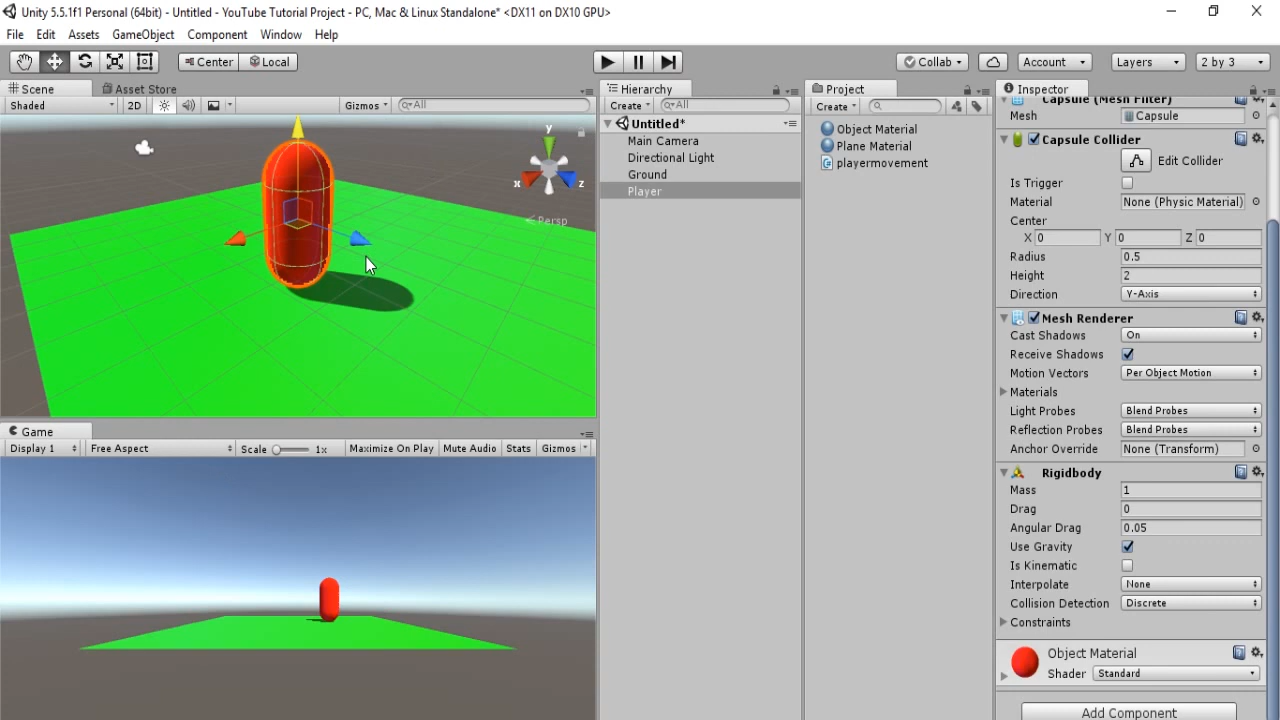 Unity 5.5.1f1 Personal (64bit) - Untitled - YouTube Tutorial Project - PC, Mac & Linux Standalone* <DX11 on DX10 GPU>
File Edit Assets GameObject Component Window Help
Center Local Collab Account Layers 2 by 3
Scene Asset Store
Shaded 2D Gizmos All
y
x z
Persp
Game
Display 1 Free Aspect Scale 1x Maximize On Play Mute Audio Stats Gizmos
Hierarchy
Create All
Untitled*
Main Camera
Directional Light
Ground
Player
Project
Create
Object Material
Plane Material
playermovement
Inspector
Capsule (Mesh Filter)
Mesh Capsule
Capsule Collider
Edit Collider
Is Trigger
Material None (Physic Material)
Center
X 0 Y 0 Z 0
Radius 0.5
Height 2
Direction Y-Axis
Mesh Renderer
Cast Shadows On
Receive Shadows
Motion Vectors Per Object Motion
Materials
Light Probes Blend Probes
Reflection Probes Blend Probes
Anchor Override None (Transform)
Rigidbody
Mass 1
Drag 0
Angular Drag 0.05
Use Gravity
Is Kinematic
Interpolate None
Collision Detection Discrete
Constraints
Object Material
Shader Standard
Add Component